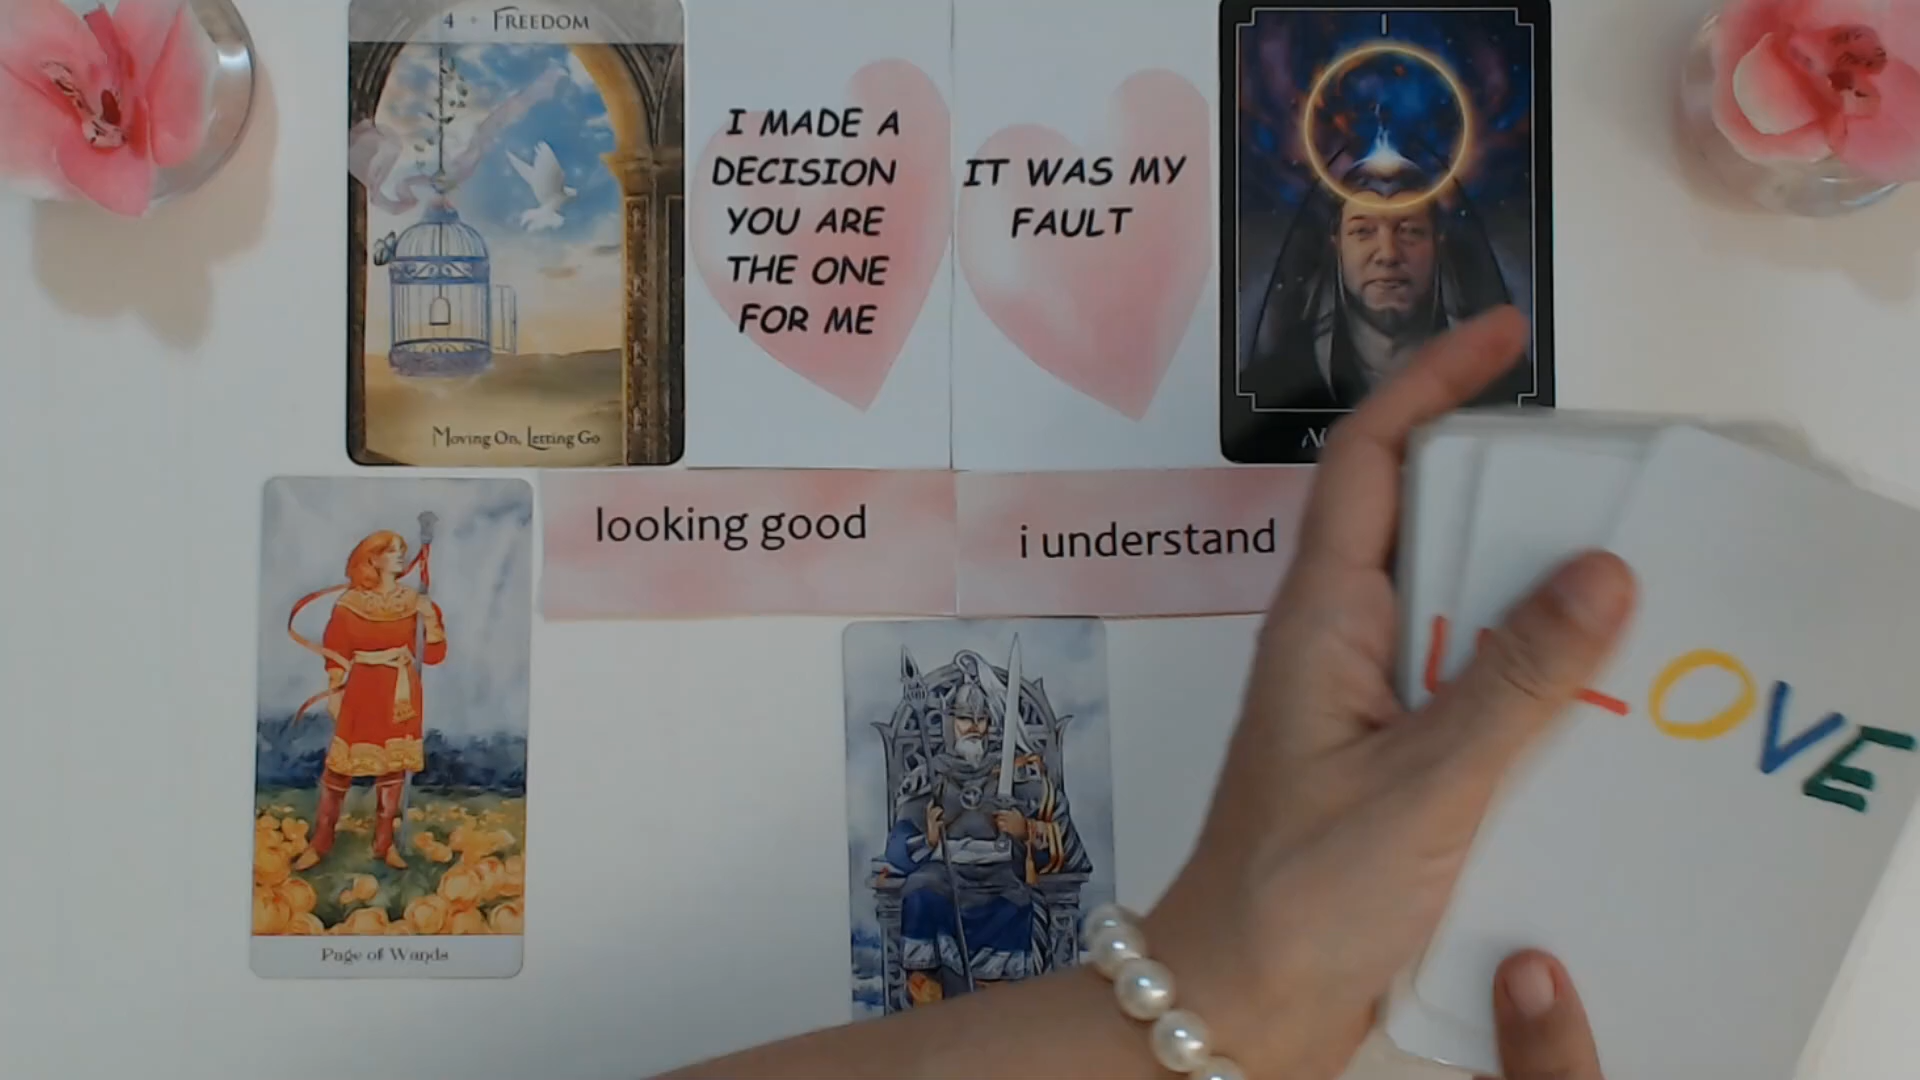 4 • FREEDOM
Moving On, Letting Go
I MADE A
DECISION
YOU ARE
THE ONE
FOR ME
IT WAS MY
FAULT
I
looking good
i understand
Page of Wands
LOVE